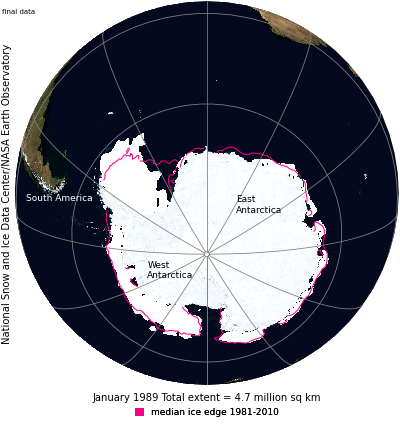 final data
National Snow and Ice Data Center/NASA Earth Observatory
South America
East
Antarctica
West
Antarctica
January 1989 Total extent = 4.7 million sq km
median ice edge 1981-2010